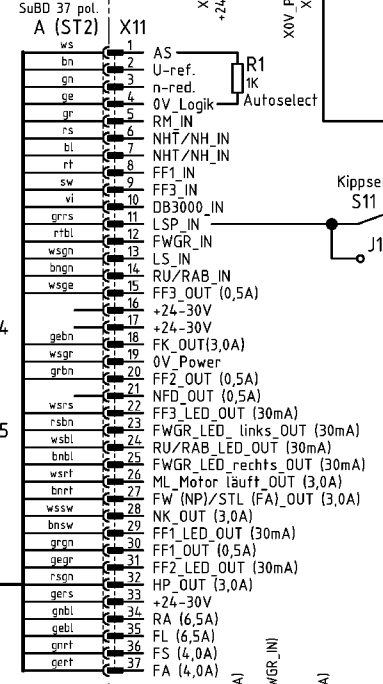 SuBD 37 pol.
A (ST2) X11
ws 1 AS
bn 2 U-ref.
gn 3 n-red.
ge 4 0V_Logik
gr 5 RM_IN
rs 6 NHT/NH_IN
bl 7 NHT/NH_IN
rt 8 FF1_IN
sw 9 FF3_IN
vi 10 DB3000_IN
grrs 11 LSP_IN
rtbl 12 FWGR_IN
wsgn 13 LS_IN
bngn 14 RU/RAB_IN
wsge 15 FF3_OUT (0,5A)
16 +24-30V
17 +24-30V
gebn 18 FK_OUT(3,0A)
wsgr 19 0V_Power
grbn 20 FF2_OUT (0,5A)
21 NFD_OUT (0,5A)
wsrs 22 FF3_LED_OUT (30mA)
rsbn 23 FWGR_LED_ links_OUT (30mA)
wsbl 24 RU/RAB_LED_OUT (30mA)
bnbl 25 FWGR_LED_rechts_OUT (30mA)
wsrt 26 ML_Motor läuft_OUT (3,0A)
bnrt 27 FW (NP)/STL (FA)_OUT (3,0A)
wssw 28 NK_OUT (3,0A)
bnsw 29 FF1_LED_OUT (30mA)
grgn 30 FF1_OUT (0,5A)
gegr 31 FF2_LED_OUT (30mA)
rsgn 32 HP_OUT (3,0A)
gers 33 +24-30V
gnbl 34 RA (6,5A)
gebl 35 FL (6,5A)
gnrt 36 FS (4,0A)
gert 37 FA (4,0A)
R1
1K
Autoselect
Kippse
S11
J1
X
+24
X0V_P
X
4
5
A)
WGR_IN)
A)